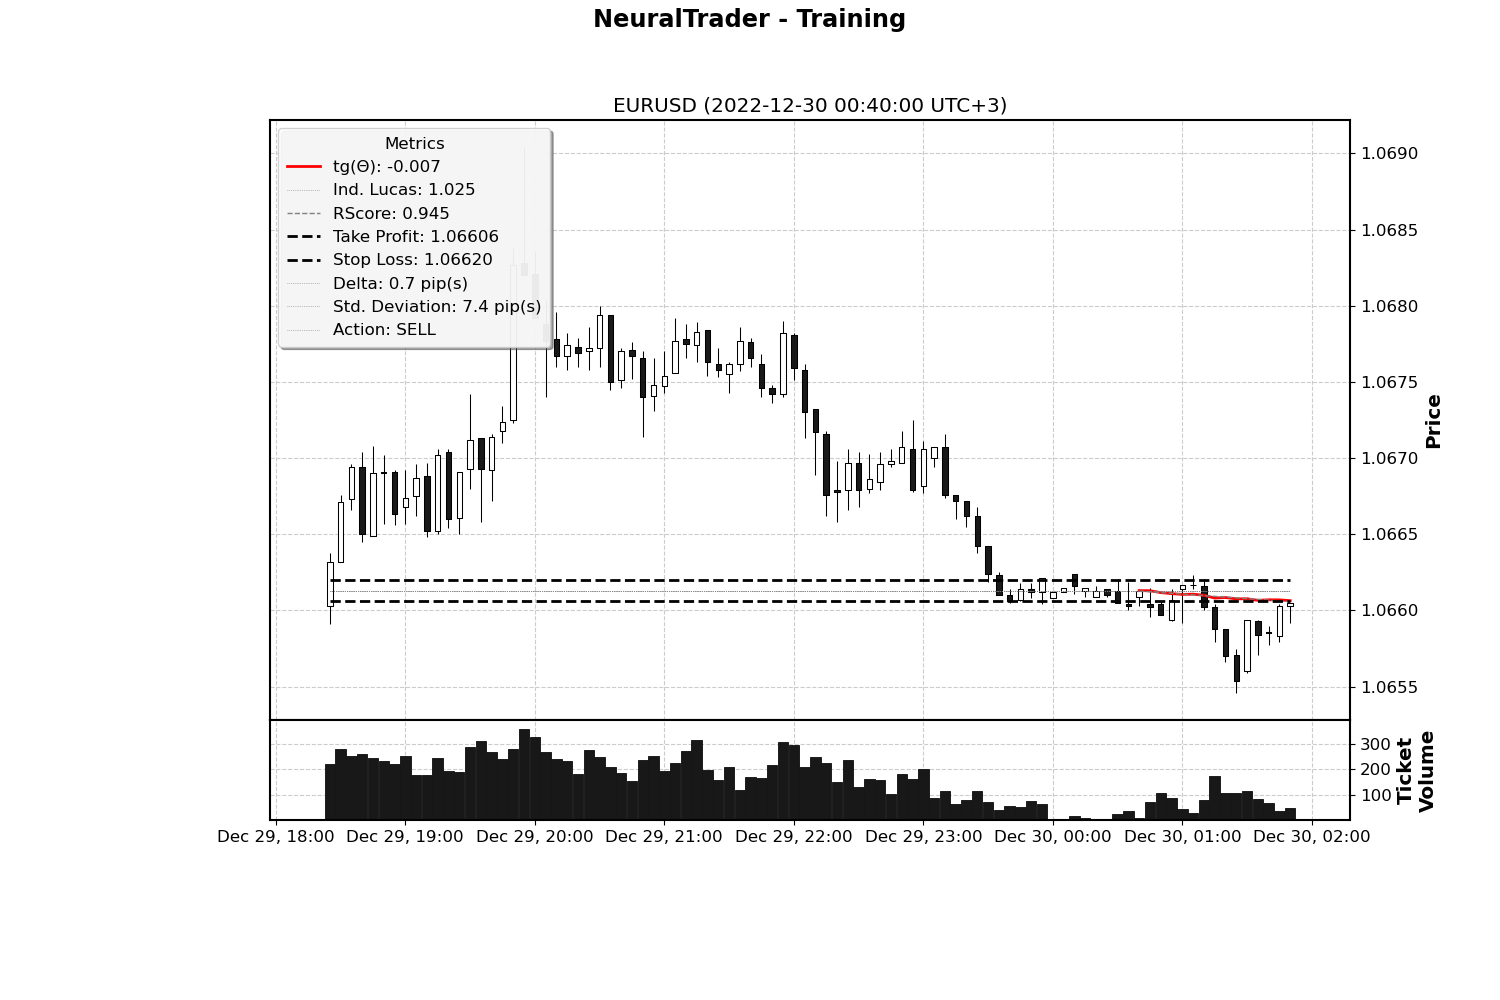 NeuralTrader - Training
EURUSD (2022-12-30 00:40:00 UTC+3)
Metrics
tg(Θ): -0.007
Ind. Lucas: 1.025
RScore: 0.945
Take Profit: 1.06606
Stop Loss: 1.06620
Delta: 0.7 pip(s)
Std. Deviation: 7.4 pip(s)
Action: SELL
1.0690
1.0685
1.0680
1.0675
1.0670
1.0665
1.0660
1.0655
Price
300
200
100
Ticket
Volume
Dec 29, 18:00
Dec 29, 19:00
Dec 29, 20:00
Dec 29, 21:00
Dec 29, 22:00
Dec 29, 23:00
Dec 30, 00:00
Dec 30, 01:00
Dec 30, 02:00